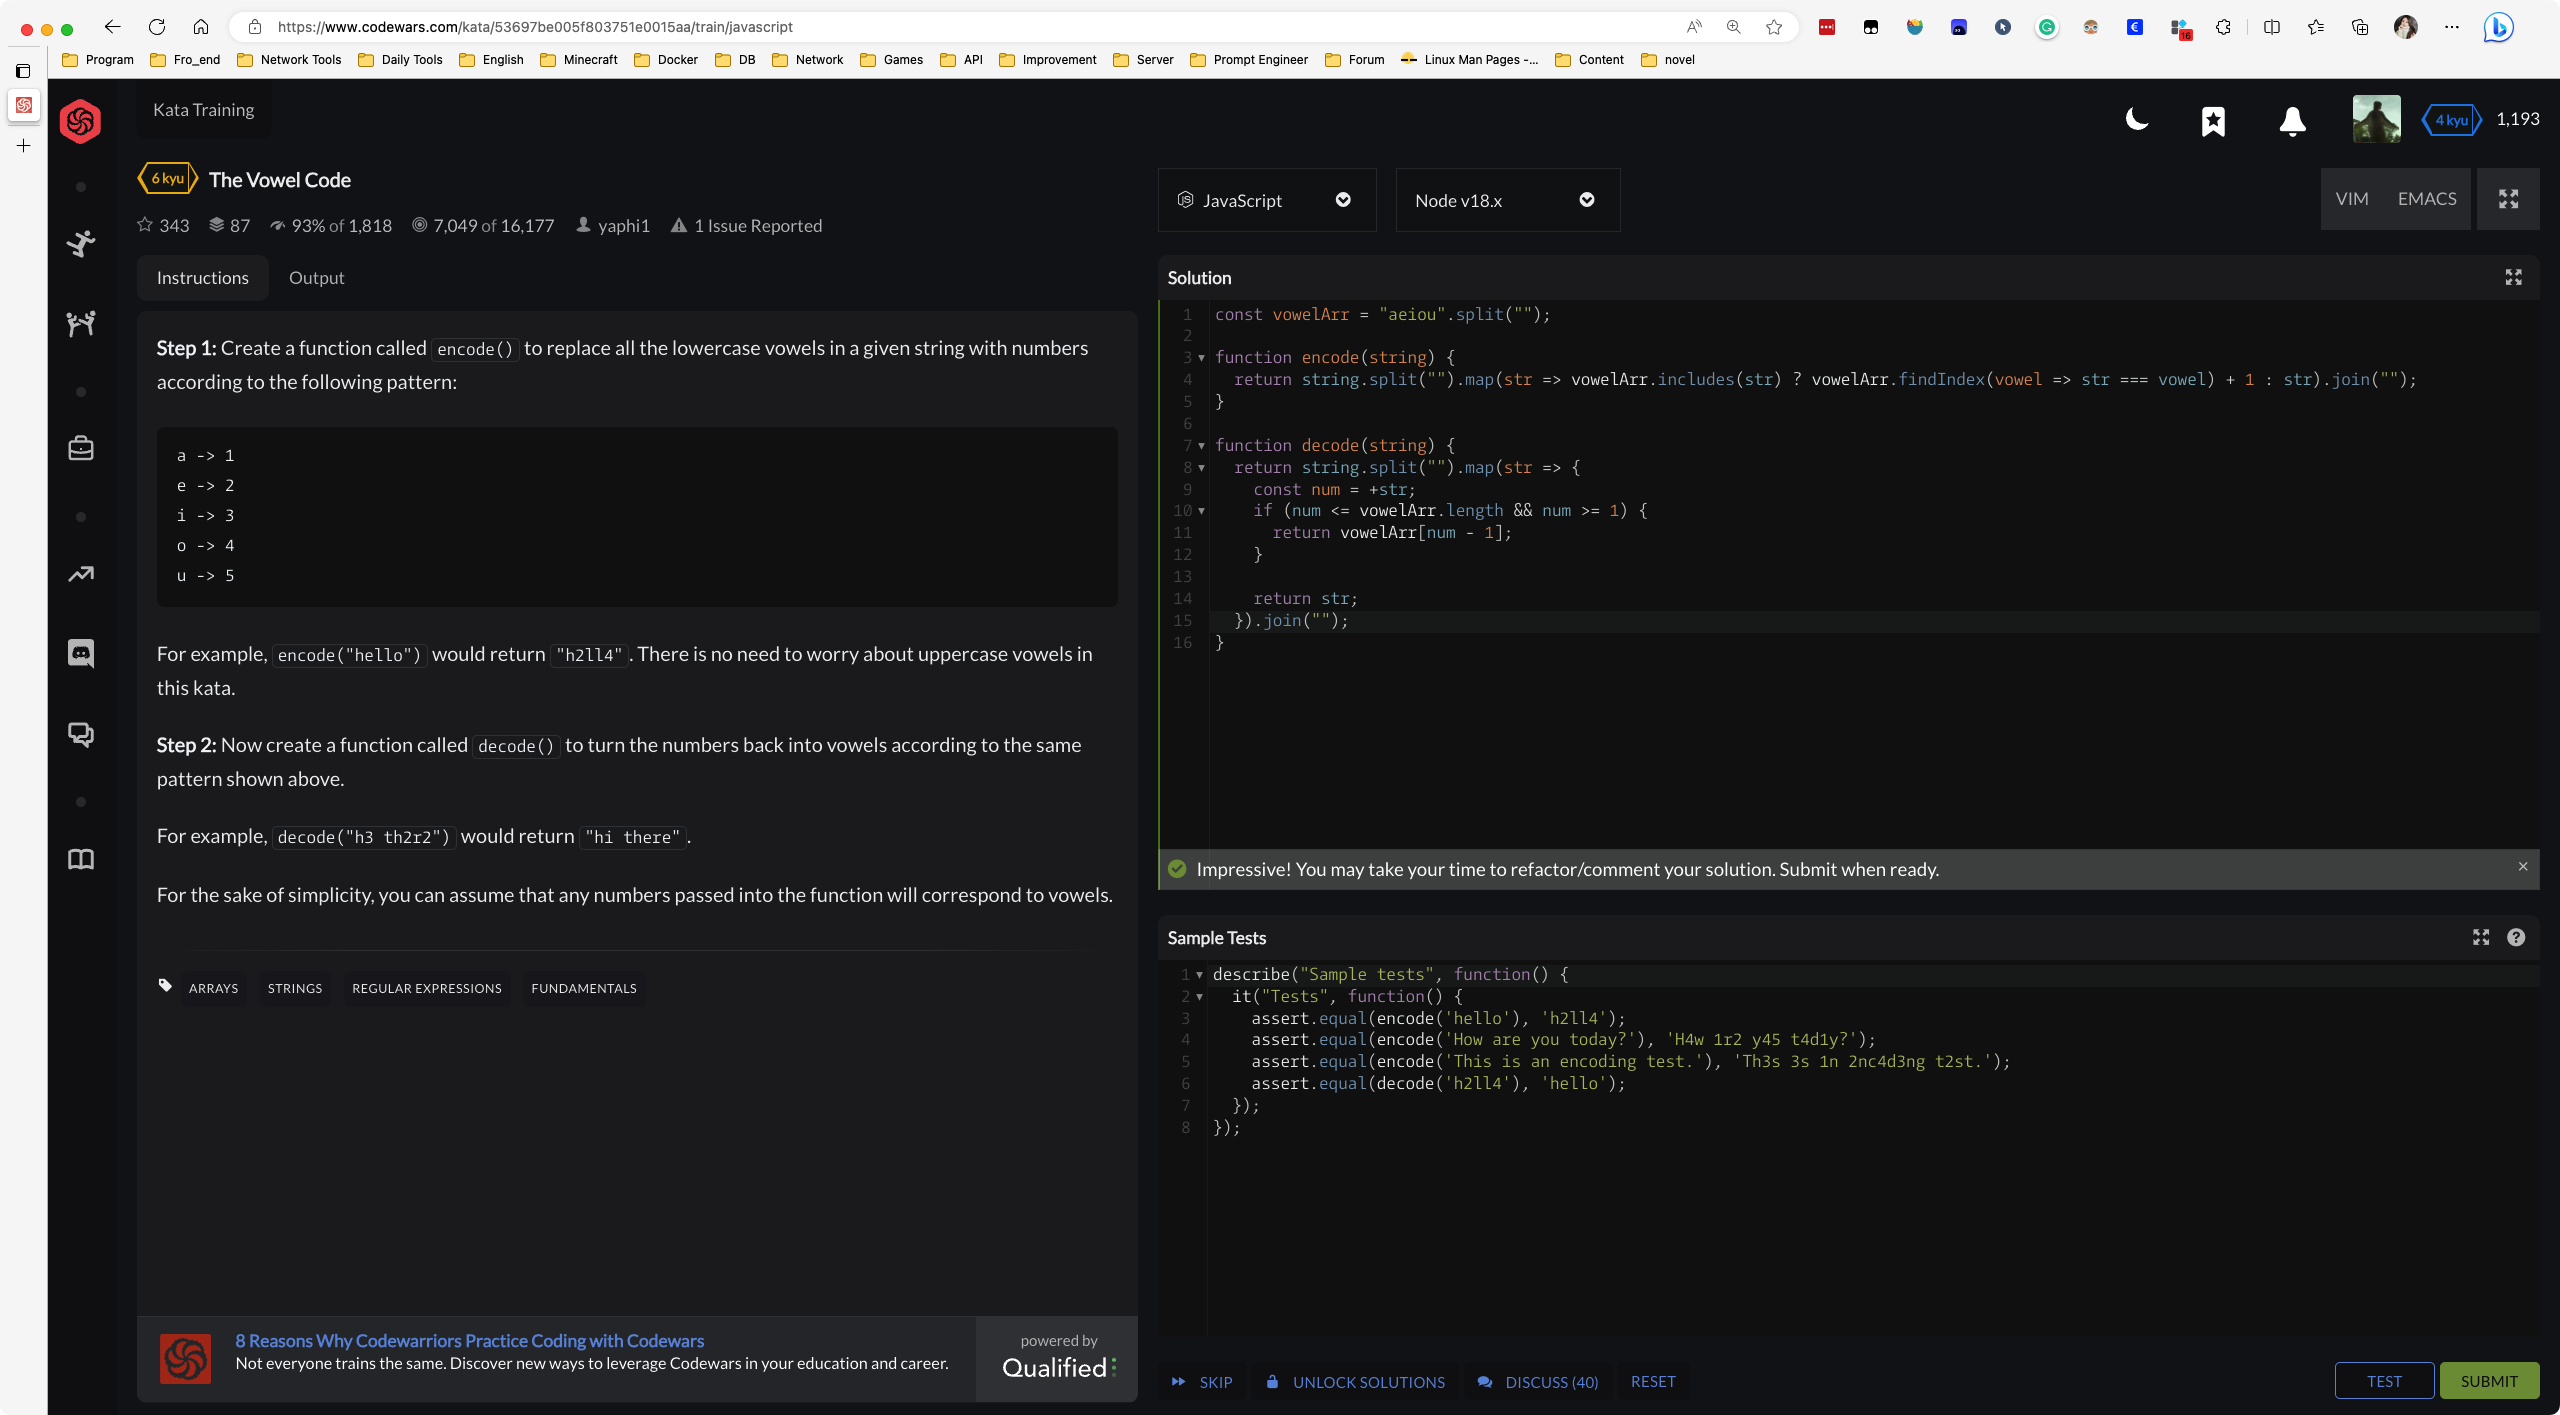 https://www.codewars.com/kata/53697be005f803751e0015aa/train/javascript
Program Fro_end Network Tools Daily Tools English Minecraft Docker DB Network Games API Improvement Server Prompt Engineer Forum Linux Man Pages -... Content novel
Kata Training
4 kyu 1,193
6 kyu The Vowel Code
343 87 93% of 1,818 7,049 of 16,177 yaphi1 1 Issue Reported
Instructions Output
Step 1: Create a function called encode() to replace all the lowercase vowels in a given string with numbers
according to the following pattern:
a -> 1
e -> 2
i -> 3
o -> 4
u -> 5
For example, encode("hello") would return "h2ll4". There is no need to worry about uppercase vowels in
this kata.
Step 2: Now create a function called decode() to turn the numbers back into vowels according to the same
pattern shown above.
For example, decode("h3 th2r2") would return "hi there".
For the sake of simplicity, you can assume that any numbers passed into the function will correspond to vowels.
ARRAYS STRINGS REGULAR EXPRESSIONS FUNDAMENTALS
8 Reasons Why Codewarriors Practice Coding with Codewars
Not everyone trains the same. Discover new ways to leverage Codewars in your education and career.
powered by
Qualified
JavaScript Node v18.x VIM EMACS
Solution
1 const vowelArr = "aeiou".split("");
2
3 function encode(string) {
4 return string.split("").map(str => vowelArr.includes(str) ? vowelArr.findIndex(vowel => str === vowel) + 1 : str).join("");
5 }
6
7 function decode(string) {
8 return string.split("").map(str => {
9 const num = +str;
10 if (num <= vowelArr.length && num >= 1) {
11 return vowelArr[num - 1];
12 }
13
14 return str;
15 }).join("");
16 }
Impressive! You may take your time to refactor/comment your solution. Submit when ready.
Sample Tests
1 describe("Sample tests", function() {
2 it("Tests", function() {
3 assert.equal(encode('hello'), 'h2ll4');
4 assert.equal(encode('How are you today?'), 'H4w 1r2 y45 t4d1y?');
5 assert.equal(encode('This is an encoding test.'), 'Th3s 3s 1n 2nc4d3ng t2st.');
6 assert.equal(decode('h2ll4'), 'hello');
7 });
8 });
SKIP UNLOCK SOLUTIONS DISCUSS (40) RESET TEST SUBMIT